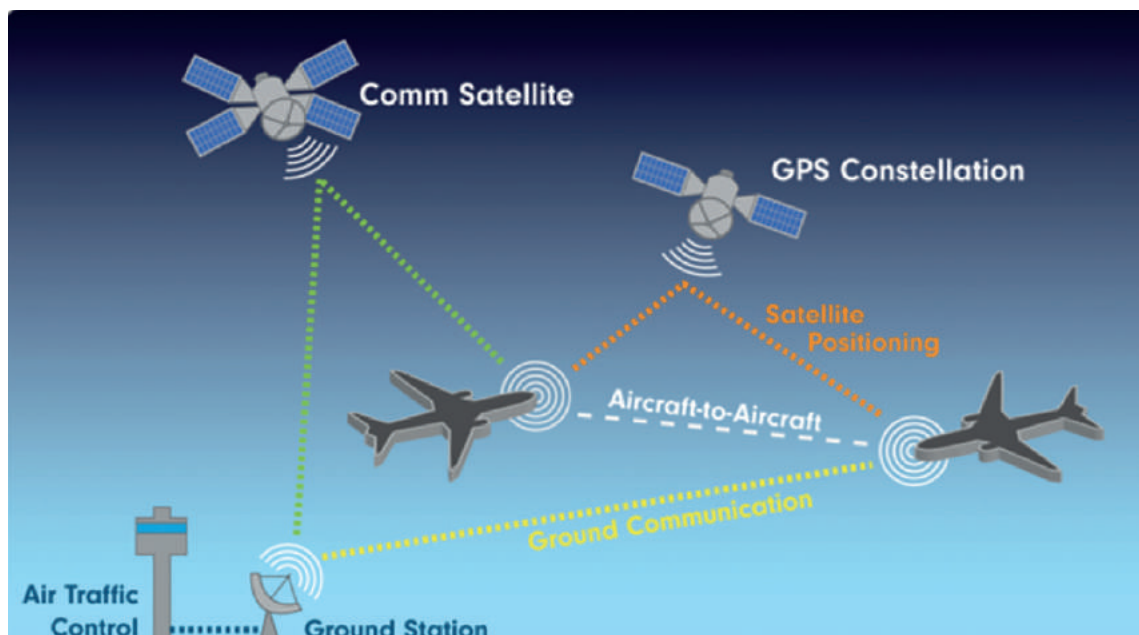 Comm Satellite
GPS Constellation
Satellite
Positioning
Aircraft-to-Aircraft
Ground Communication
Air Traffic
Control
Ground Station